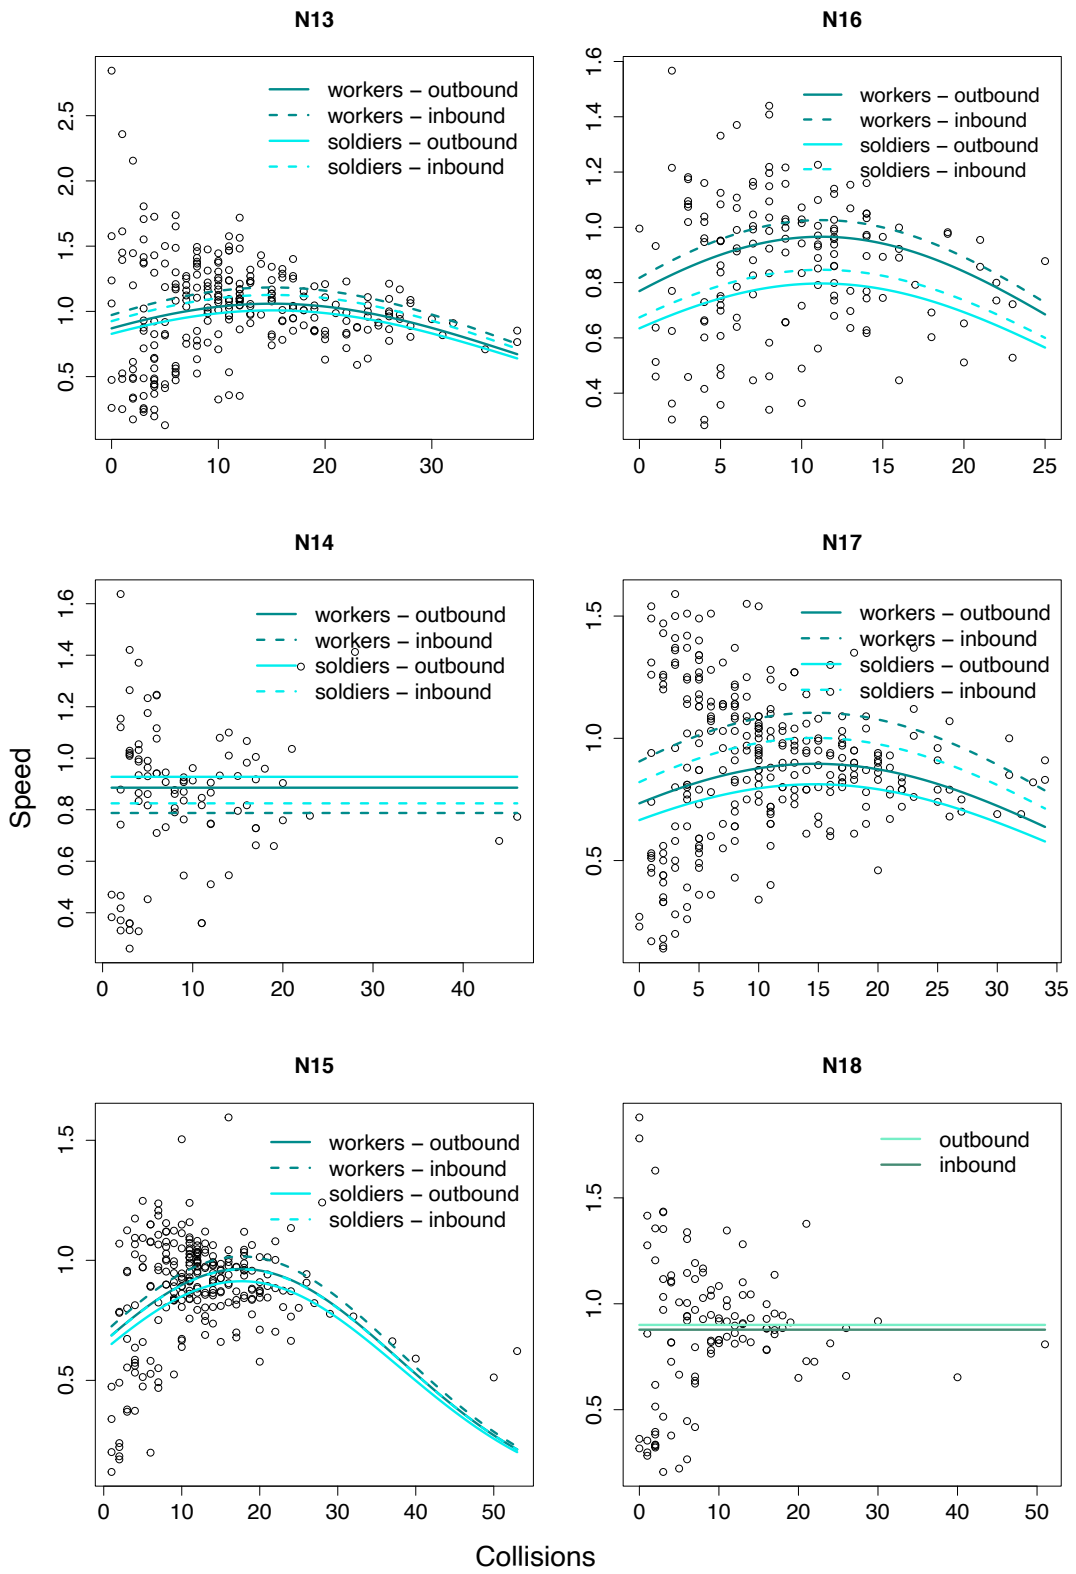 N13
workers – outbound
workers – inbound
soldiers – outbound
soldiers – inbound
0.5 1.0 1.5 2.0 2.5
0 10 20 30
N16
workers – outbound
workers – inbound
soldiers – outbound
soldiers – inbound
0.4 0.6 0.8 1.0 1.2 1.4 1.6
0 5 10 15 20 25
N14
workers – outbound
workers – inbound
soldiers – outbound
soldiers – inbound
0.4 0.6 0.8 1.0 1.2 1.4 1.6
0 10 20 30 40
N17
workers – outbound
workers – inbound
soldiers – outbound
soldiers – inbound
0.5 1.0 1.5
0 5 10 15 20 25 30 35
Speed
N15
workers – outbound
workers – inbound
soldiers – outbound
soldiers – inbound
0.5 1.0 1.5
0 10 20 30 40 50
N18
outbound
inbound
0.5 1.0 1.5
0 10 20 30 40 50
Collisions